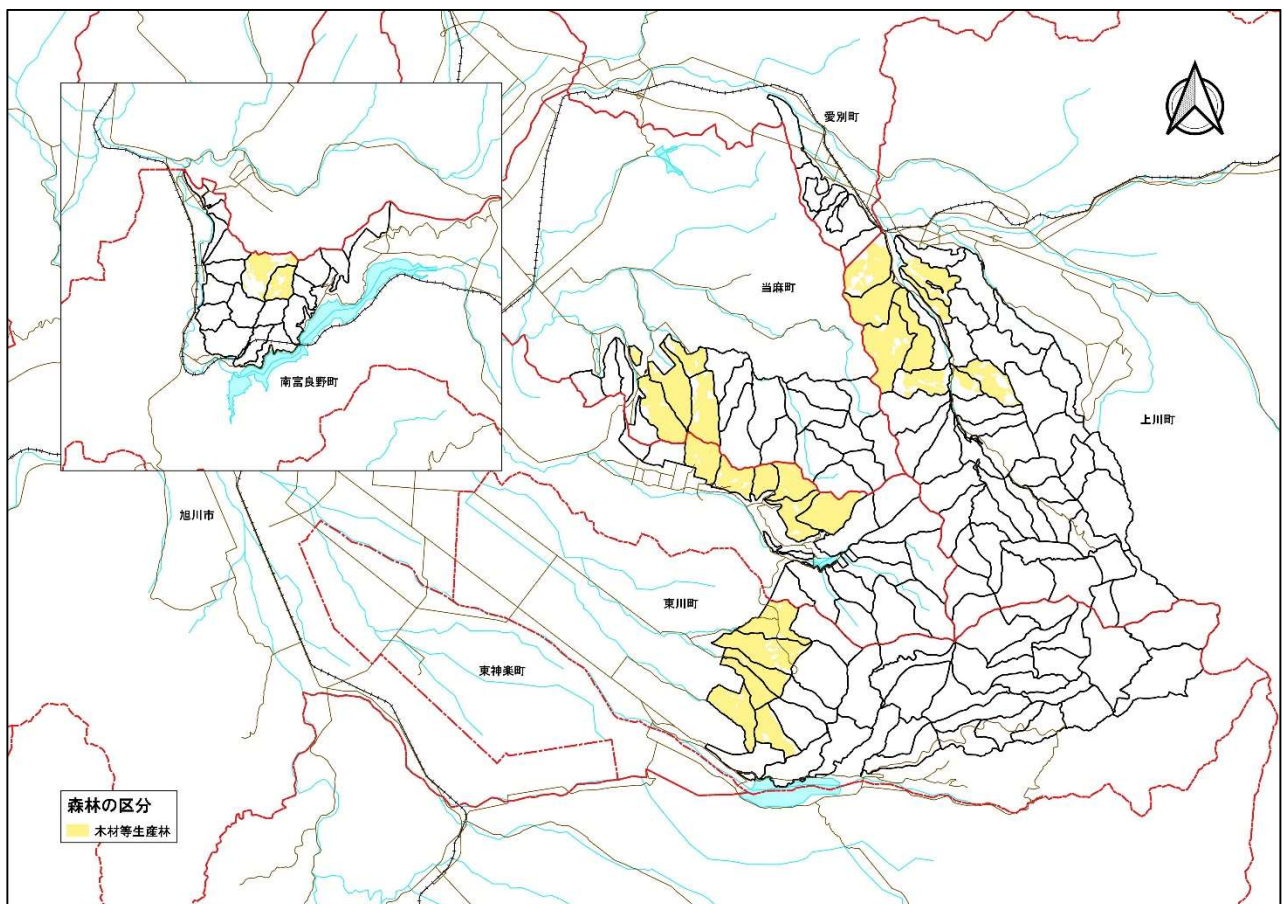 愛別町
当麻町
上川町
南富良野町
旭川市
東川町
東神楽町
森林の区分
木材等生産林